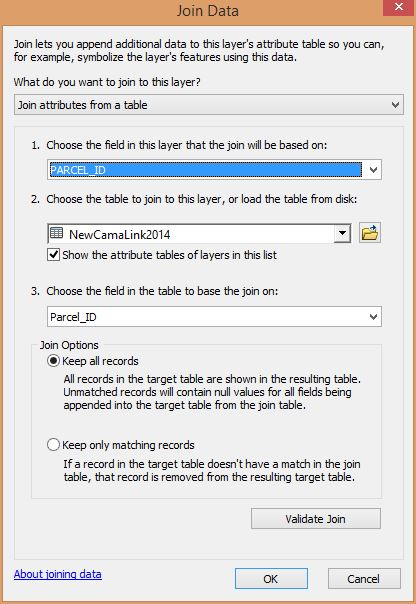 Join Data
Join lets you append additional data to this layer's attribute table so you can,
for example, symbolize the layer's features using this data.
What do you want to join to this layer?
Join attributes from a table
1. Choose the field in this layer that the join will be based on:
PARCEL_ID
2. Choose the table to join to this layer, or load the table from disk:
NewCamaLink2014
Show the attribute tables of layers in this list
3. Choose the field in the table to base the join on:
Parcel_ID
Join Options
Keep all records
All records in the target table are shown in the resulting table.
Unmatched records will contain null values for all fields being
appended into the target table from the join table.
Keep only matching records
If a record in the target table doesn't have a match in the join
table, that record is removed from the resulting target table.
Validate Join
About joining data
OK
Cancel